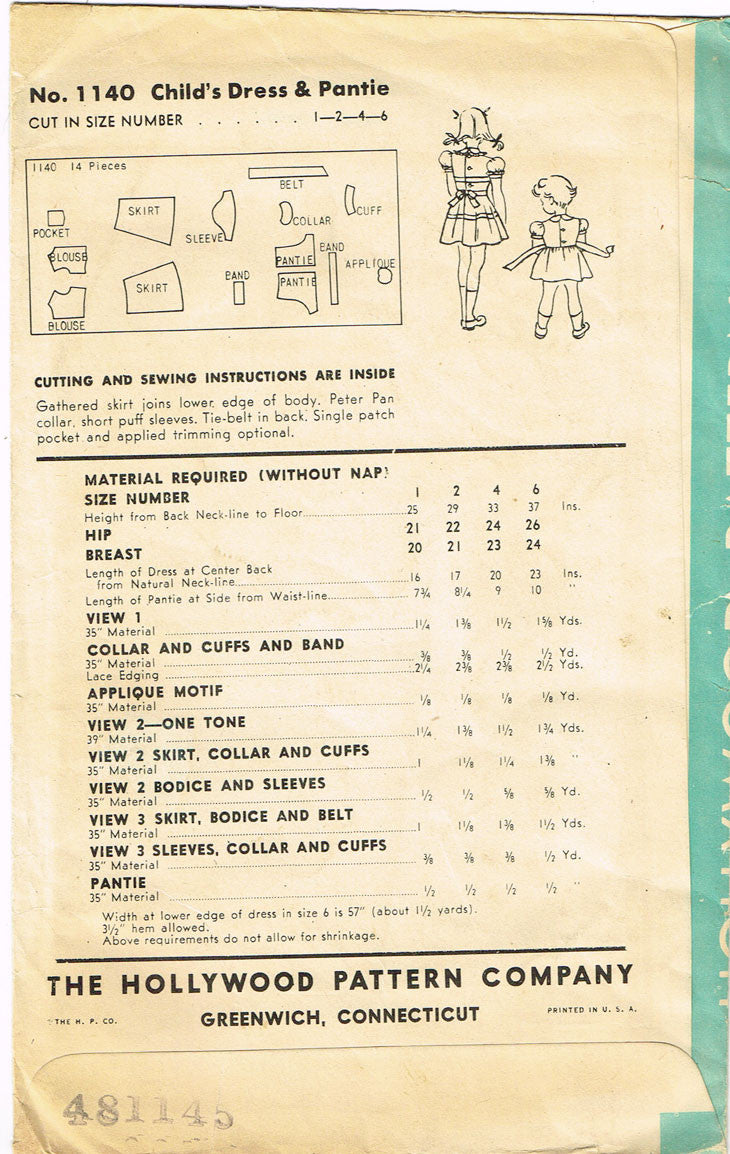 No. 1140 Child's Dress & Pantie
CUT IN SIZE NUMBER . . . . . . 1—2—4—6
1140 14 Pieces
BELT
POCKET
SKIRT
SLEEVE
COLLAR
CUFF
BLOUSE
PANTIE
BAND
APPLIQUE
BLOUSE
SKIRT
BAND
PANTIE
CUTTING AND SEWING INSTRUCTIONS ARE INSIDE
Gathered skirt joins lower edge of body. Peter Pan
collar, short puff sleeves. Tie-belt in back. Single patch
pocket and applied trimming optional.
MATERIAL REQUIRED (WITHOUT NAP)
SIZE NUMBER 1 2 4 6
Height from Back Neck-line to Floor 25 29 33 37 Ins.
HIP 21 22 24 26
BREAST 20 21 23 24
Length of Dress at Center Back
from Natural Neck-line 16 17 20 23 Ins.
Length of Pantie at Side from Waist-line 7¾ 8¼ 9 10 "
VIEW 1
35" Material 1¼ 1⅜ 1½ 1⅝ Yds.
COLLAR AND CUFFS AND BAND
35" Material ⅜ ⅜ ½ ½ Yd.
Lace Edging 2¼ 2⅜ 2⅜ 2½ Yds.
APPLIQUE MOTIF
35" Material ⅛ ⅛ ⅛ ⅛ Yd.
VIEW 2—ONE TONE
39" Material 1¼ 1⅜ 1½ 1¾ Yds.
VIEW 2 SKIRT, COLLAR AND CUFFS
35" Material 1 1⅛ 1¼ 1⅜ "
VIEW 2 BODICE AND SLEEVES
35" Material ½ ½ ⅝ ⅝ Yd.
VIEW 3 SKIRT, BODICE AND BELT
35" Material 1 1⅛ 1⅜ 1½ Yds.
VIEW 3 SLEEVES, COLLAR AND CUFFS
35" Material ⅜ ⅜ ⅜ ½ Yd.
PANTIE
35" Material ½ ½ ½ ½ "
Width at lower edge of dress in size 6 is 57" (about 1½ yards).
3½" hem allowed.
Above requirements do not allow for shrinkage.
THE HOLLYWOOD PATTERN COMPANY
THE H. P. CO.
GREENWICH, CONNECTICUT
PRINTED IN U. S. A.
481145